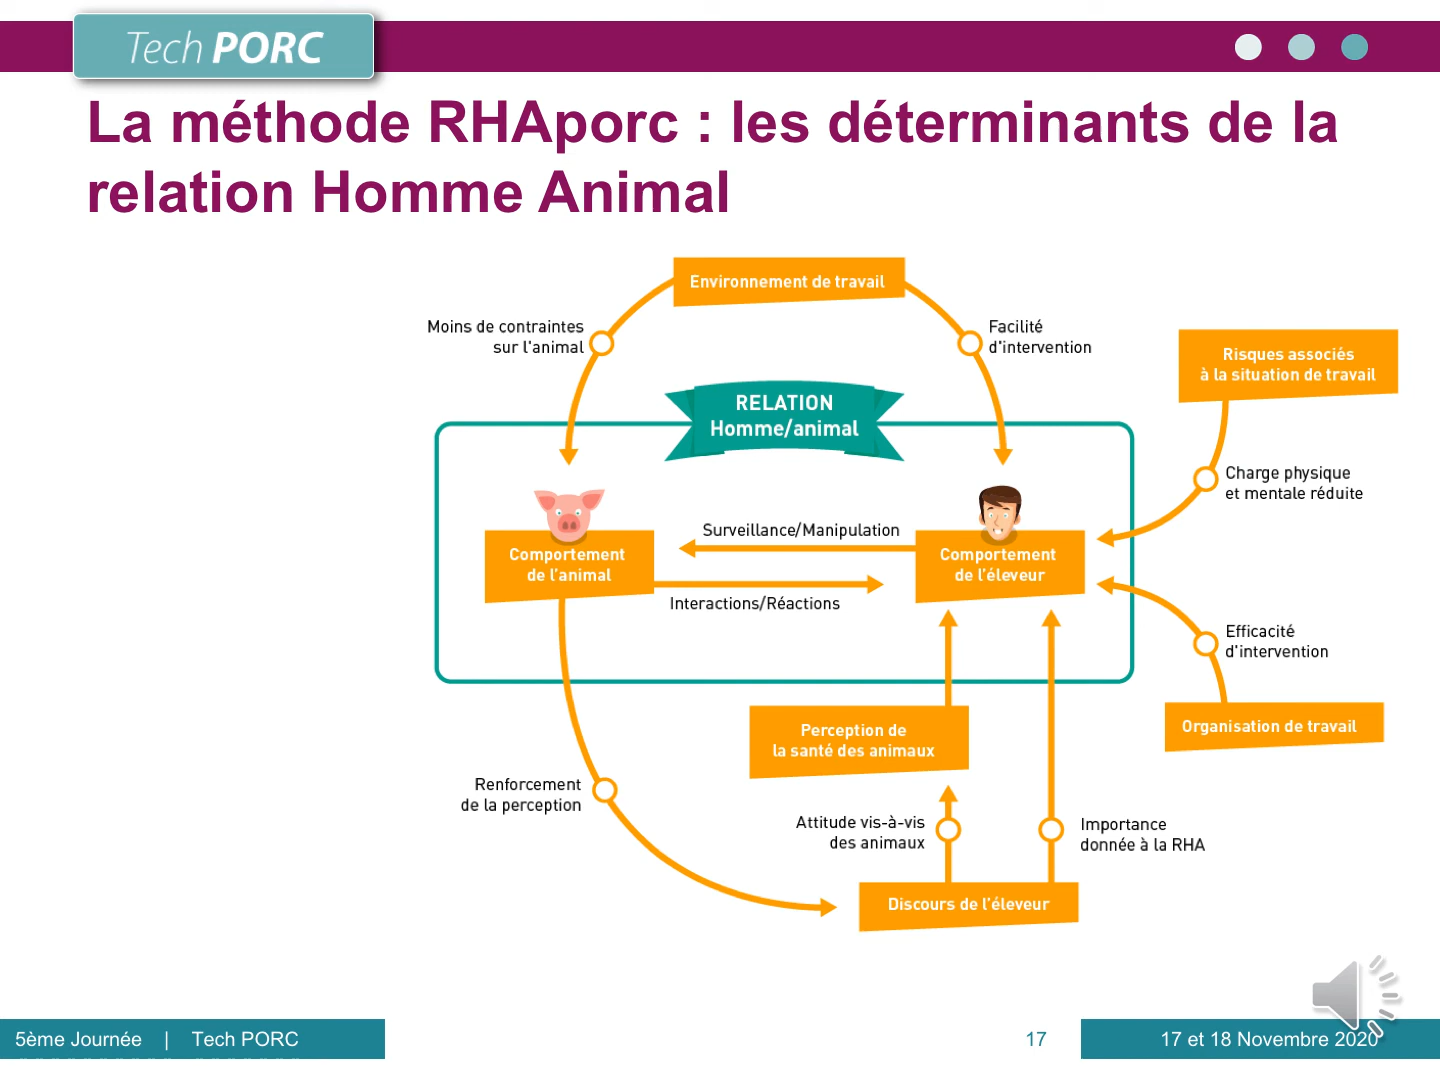 Tech PORC
La méthode RHAporc : les déterminants de la
relation Homme Animal
Environnement de travail
Moins de contraintes
sur l'animal
Facilité
d'intervention
Risques associés
à la situation de travail
RELATION
Homme/animal
Charge physique
et mentale réduite
Surveillance/Manipulation
Comportement
de l'animal
Comportement
de l'éleveur
Interactions/Réactions
Efficacité
d'intervention
Perception de
la santé des animaux
Organisation de travail
Renforcement
de la perception
Attitude vis-à-vis
des animaux
Importance
donnée à la RHA
Discours de l'éleveur
5ème Journée | Tech PORC
17
17 et 18 Novembre 2020